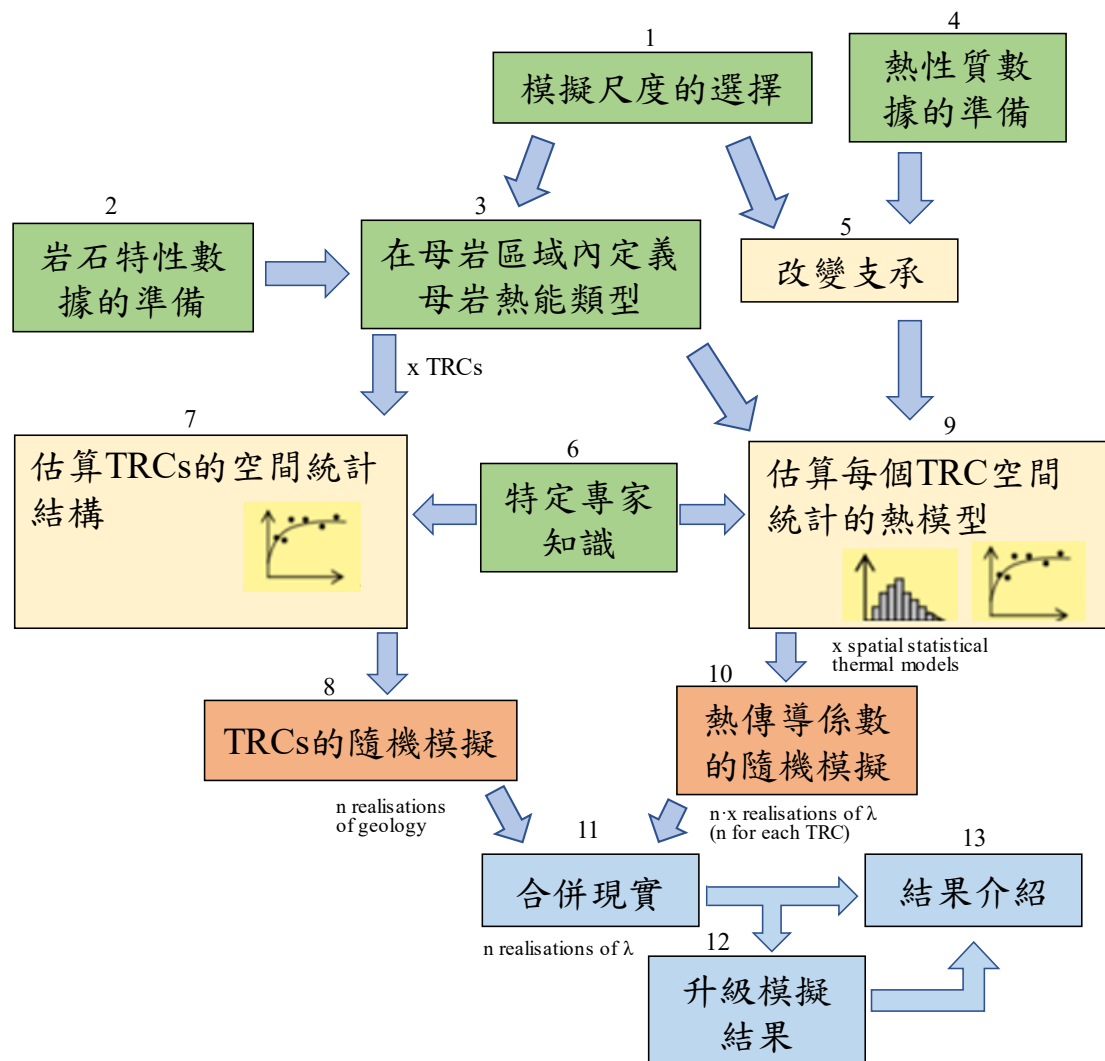 1
模擬尺度的選擇
4
熱性質數
據的準備
2
岩石特性數
據的準備
3
在母岩區域內定義
母岩熱能類型
5
改變支承
x TRCs
7
估算TRCs的空間統計
結構
6
特定專家
知識
9
估算每個TRC空間
統計的熱模型
x spatial statistical
thermal models
8
TRCs的隨機模擬
10
熱傳導係數
的隨機模擬
n realisations
of geology
n·x realisations of λ
(n for each TRC)
11
合併現實
13
結果介紹
n realisations of λ
12
升級模擬
結果